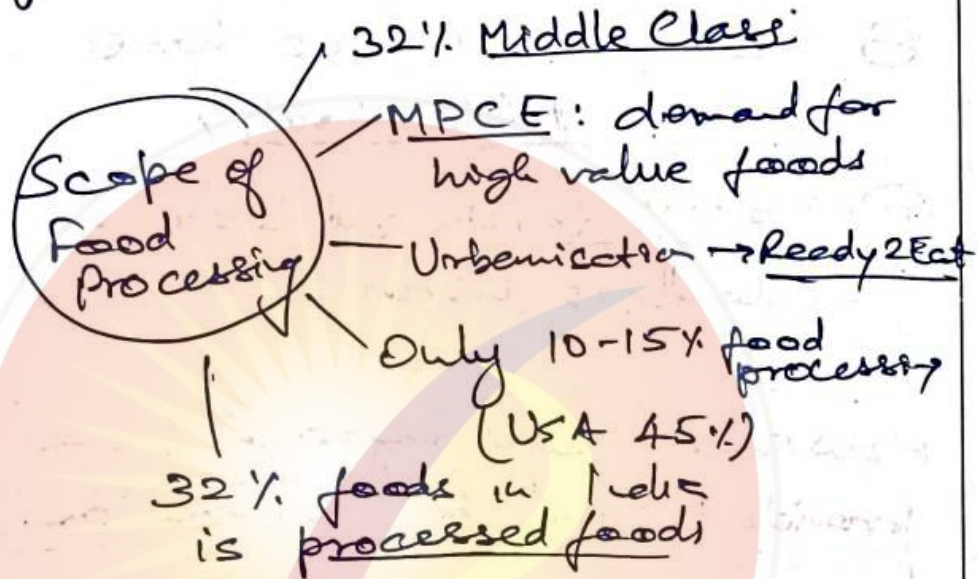 32% Middle Class
MPCE : demand for
high value foods
Scope of
Food
Processing
Urbanisation → Ready2Eat
Only 10-15% food
processing
(USA 45%)
32% foods in India
is processed foods